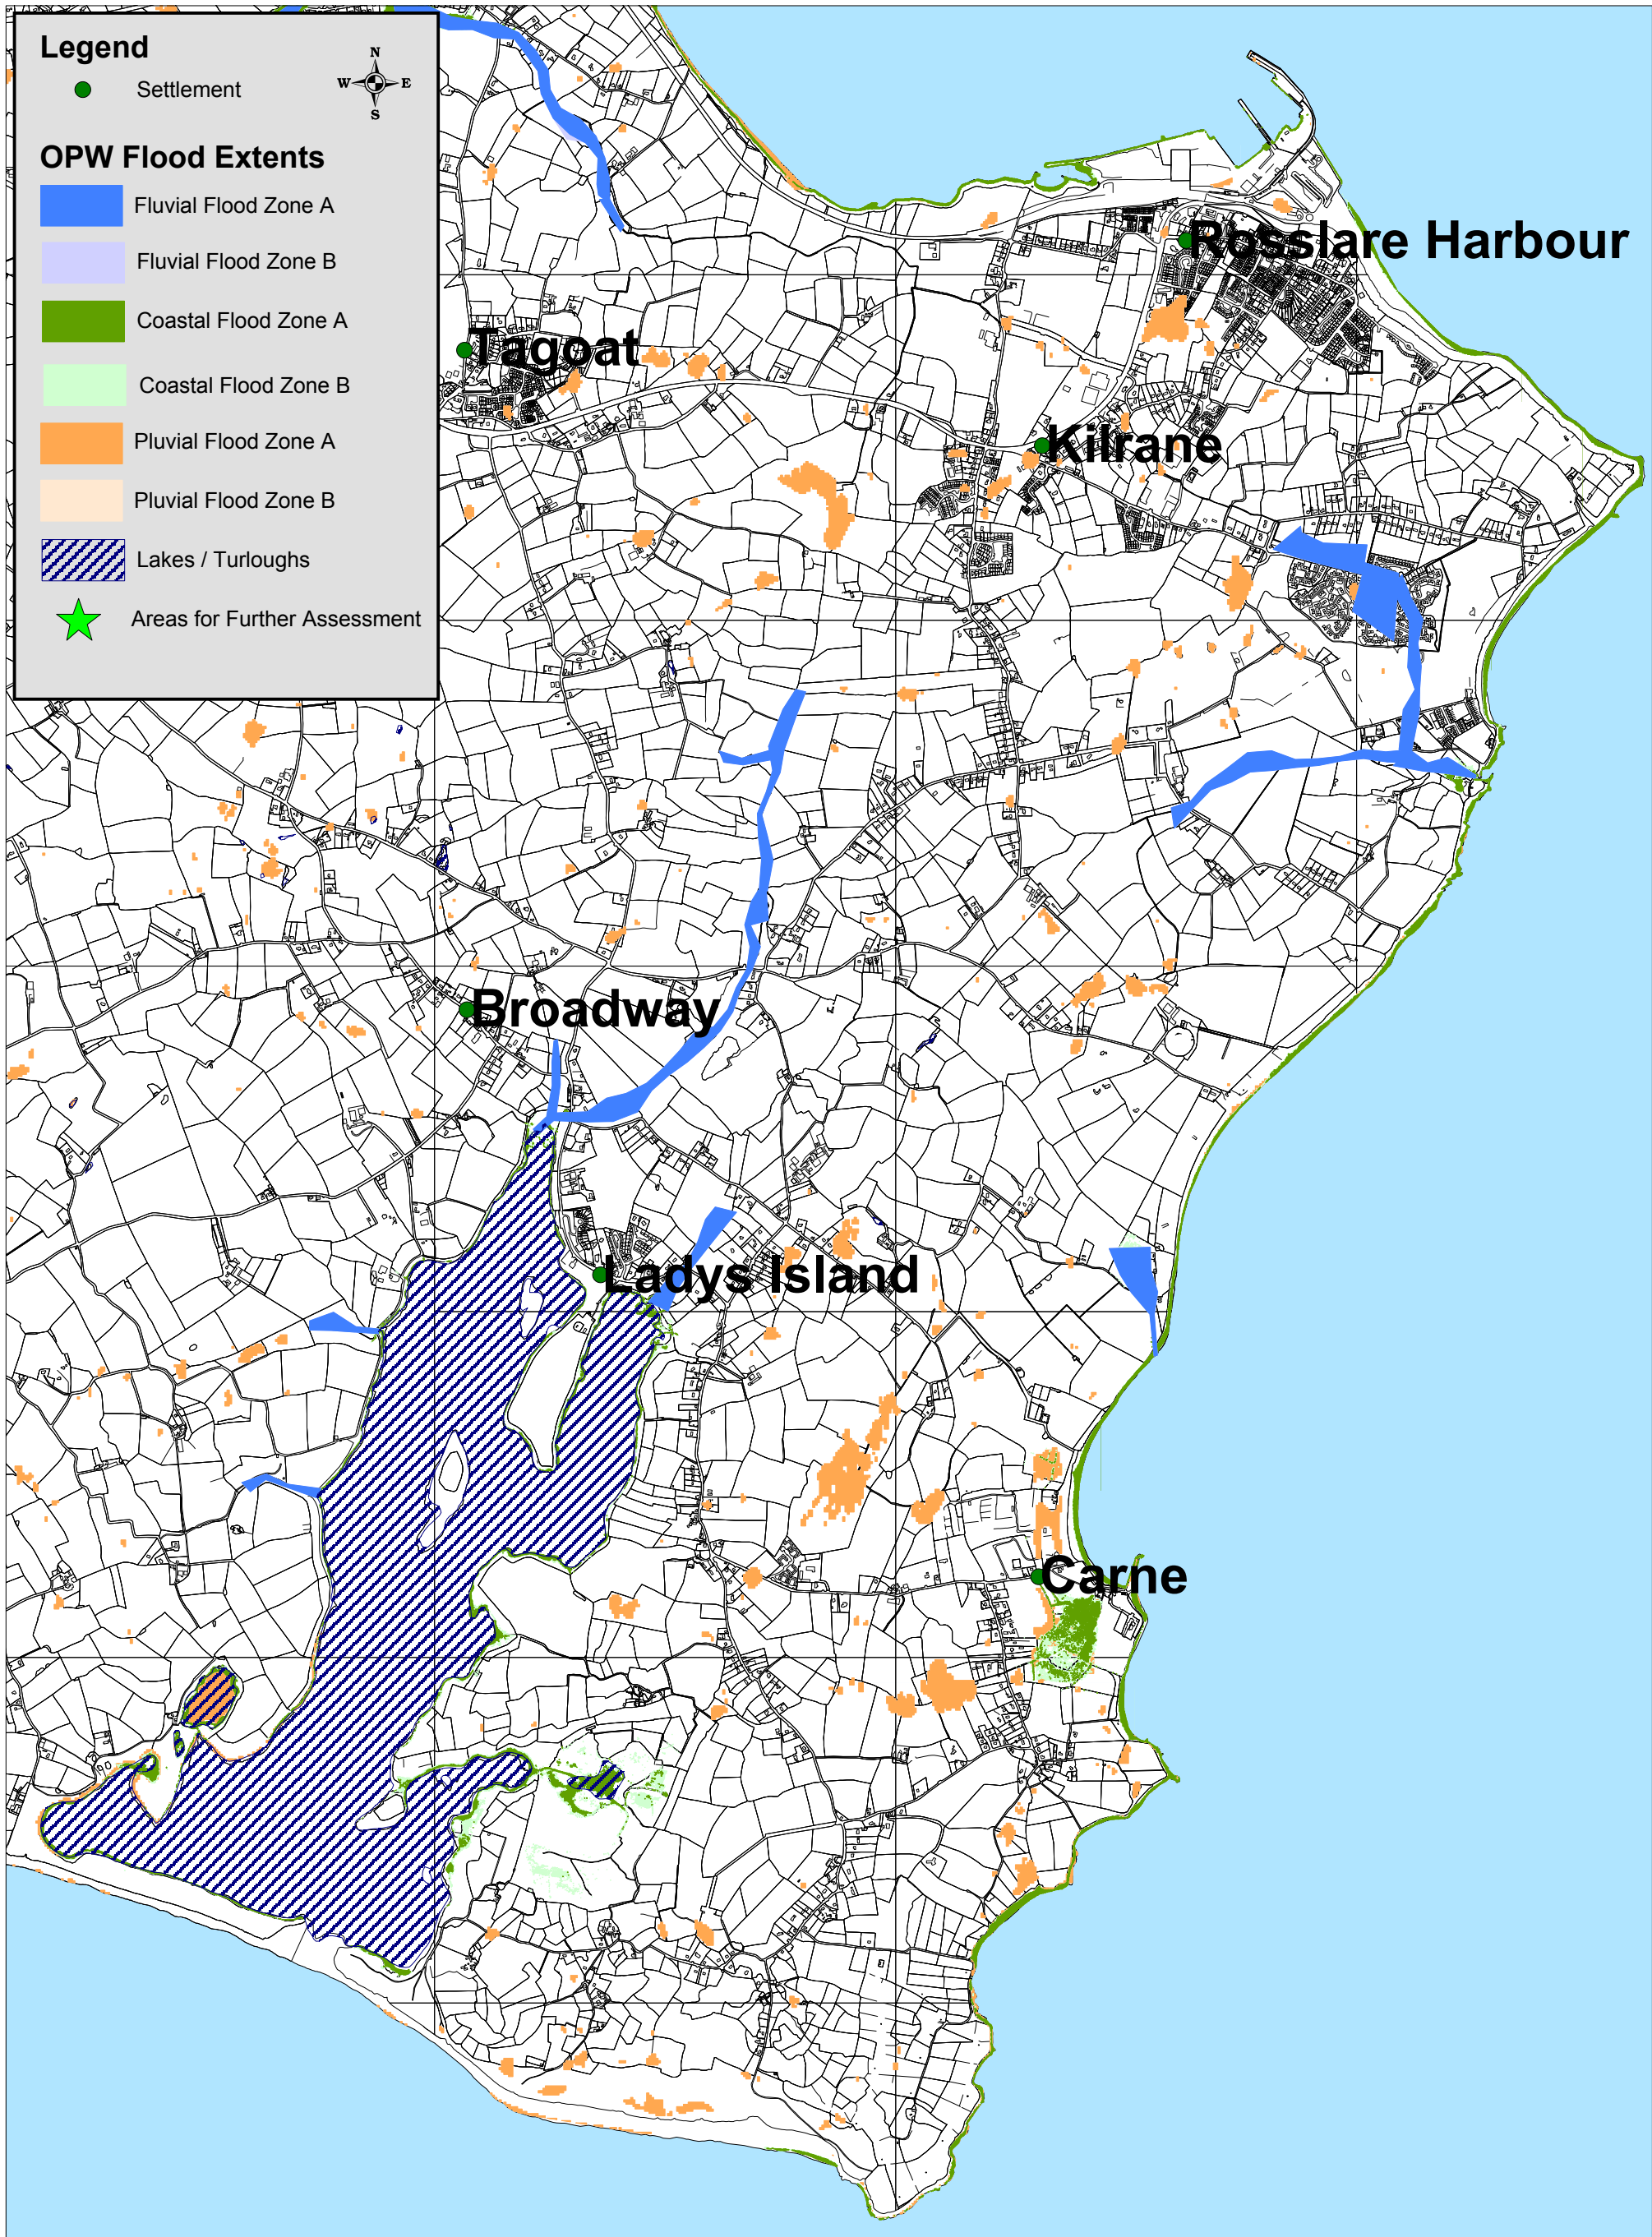 Legend
N
W E
S
Settlement
OPW Flood Extents
Fluvial Flood Zone A
Fluvial Flood Zone B
Coastal Flood Zone A
Coastal Flood Zone B
Pluvial Flood Zone A
Pluvial Flood Zone B
Lakes / Turloughs
Areas for Further Assessment
Rosslare Harbour
Tagoat
Kilrane
Broadway
Ladys Island
Carne